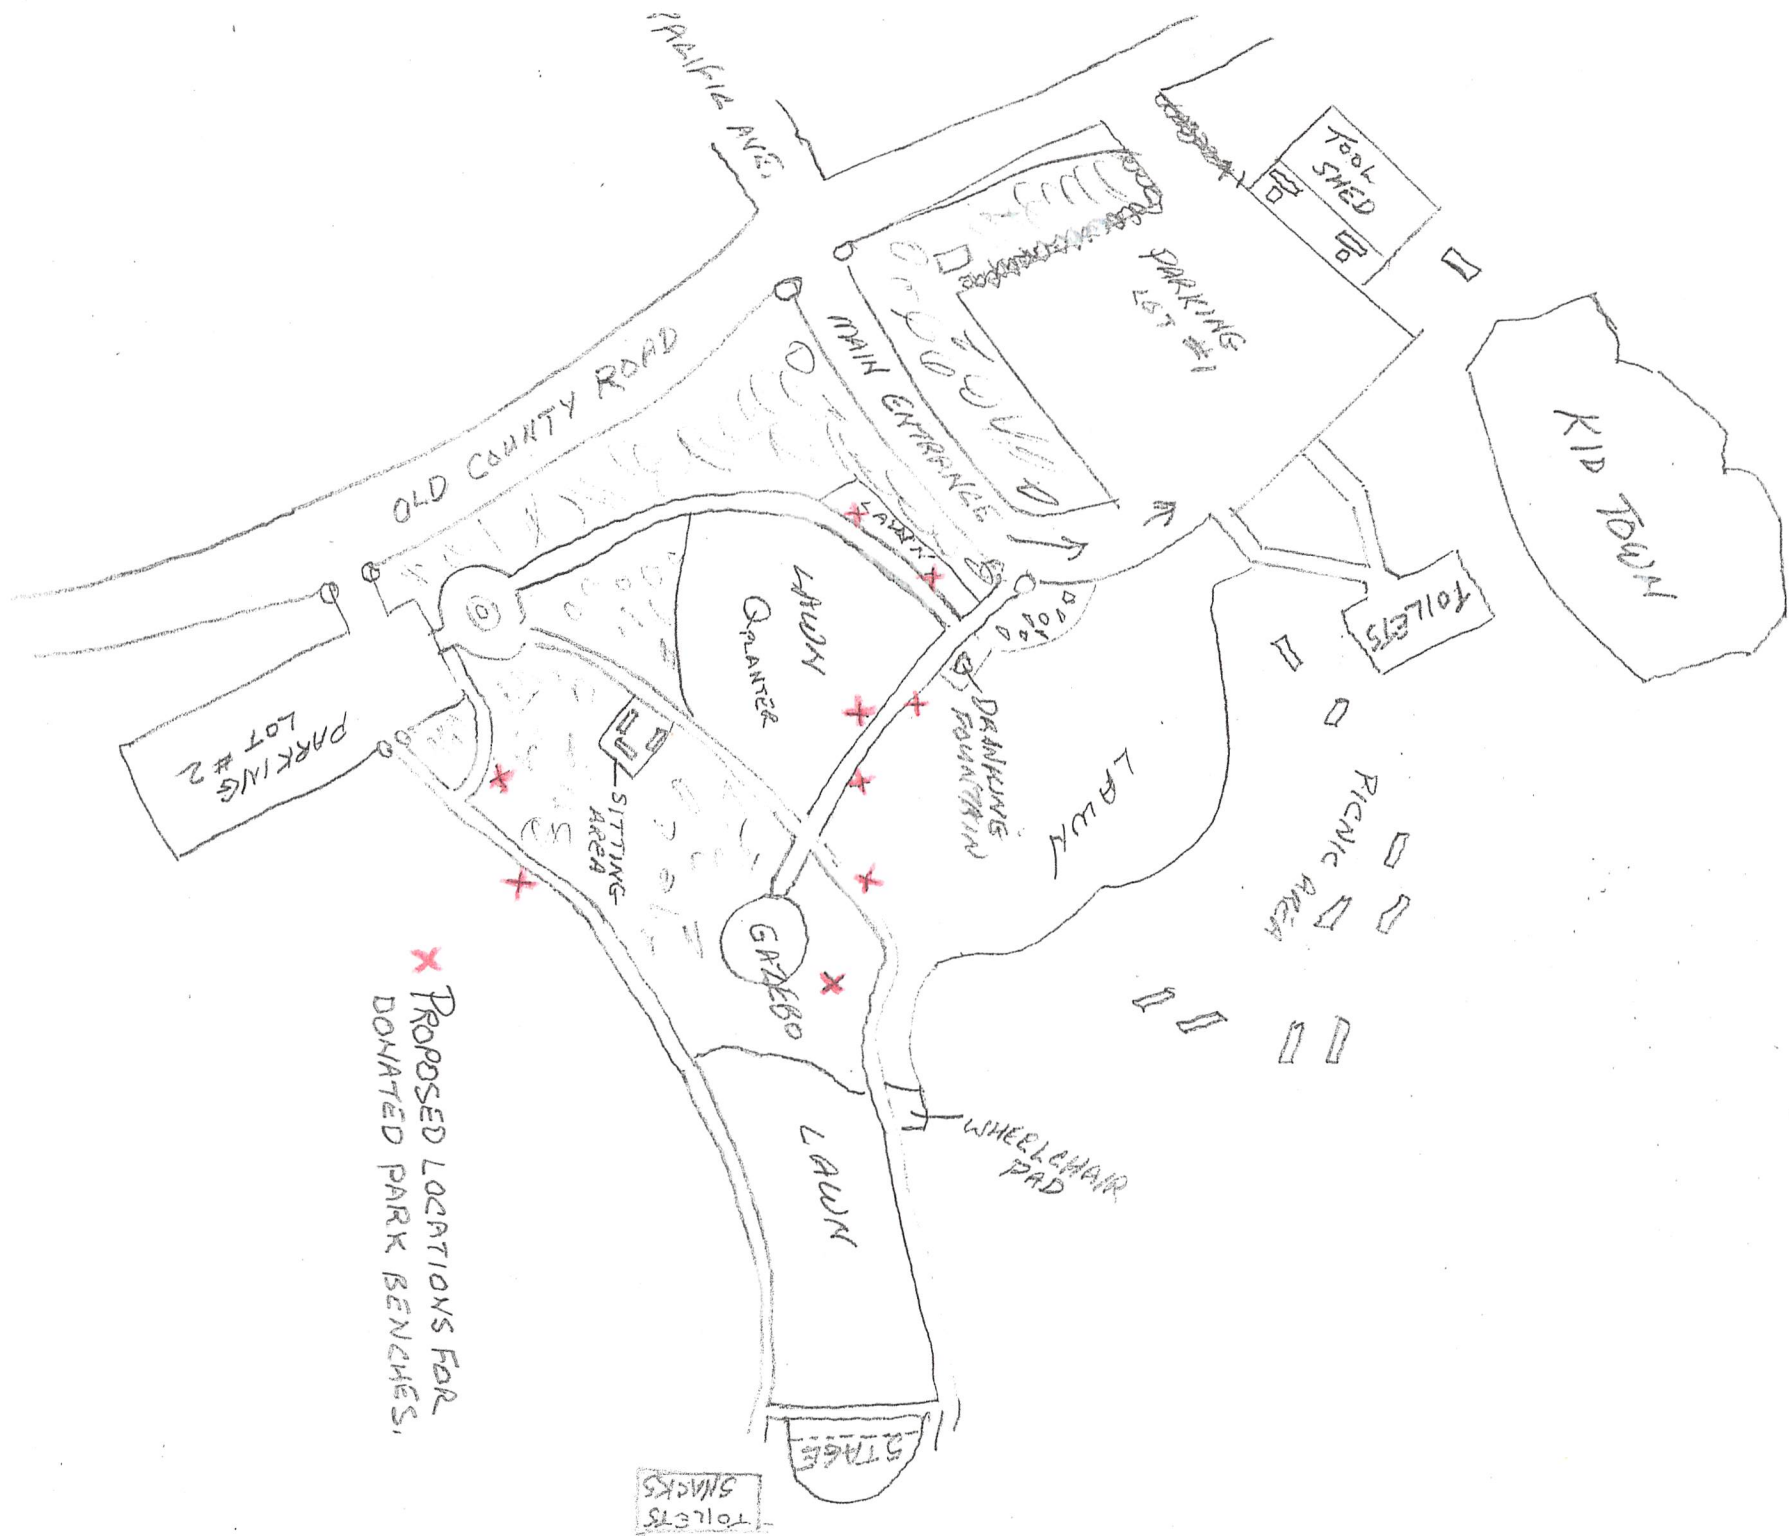 PACIFIC AVE.
OLD COUNTY ROAD
MAIN ENTRANCE
PARKING
LOT #1
TOOL
SHED
KID TOWN
TOILETS
LAWN
LAWN
PLANTER
DRINKING
FOUNTAIN
LAWN
PICNIC AREA
PARKING
LOT
#2
SITTING
AREA
GAZEBO
WHEELCHAIR
PAD
LAWN
STAGE
TOILETS
SNACKS
X PROPOSED LOCATIONS FOR
DONATED PARK BENCHES.